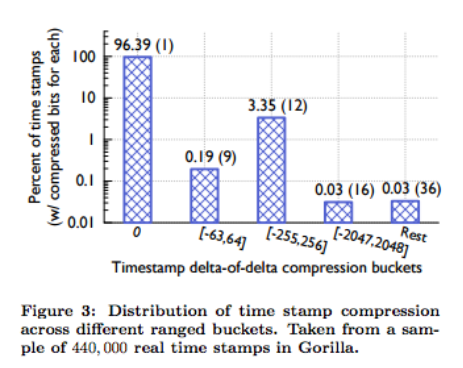 Percent of time stamps
(w/ compressed bits for each)
100
10
1
0.1
0.01
96.39 (1)
0.19 (9)
3.35 (12)
0.03 (16)
0.03 (36)
0
[-63,64]
[-255,256]
[-2047,2048]
Rest
Timestamp delta-of-delta compression buckets
Figure 3: Distribution of time stamp compression
across different ranged buckets. Taken from a sam-
ple of 440,000 real time stamps in Gorilla.